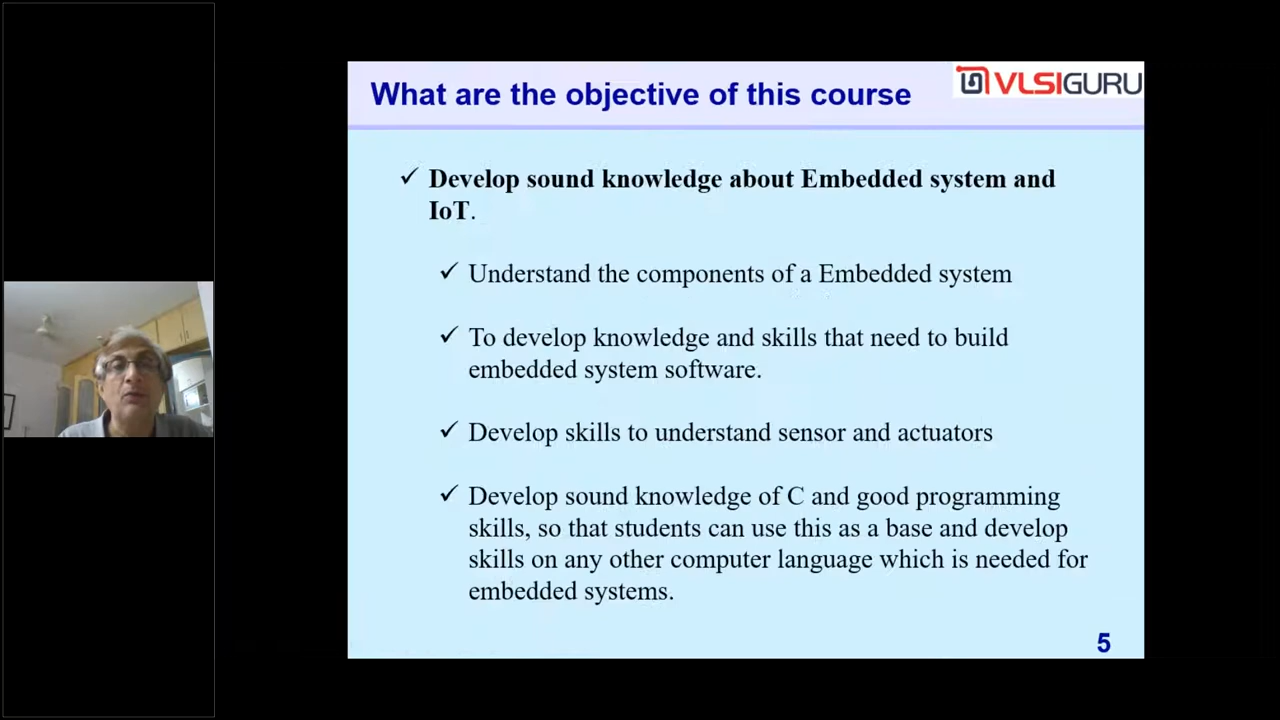 What are the objective of this course
VLSIGURU
✓ Develop sound knowledge about Embedded system and
IoT.
✓ Understand the components of a Embedded system
✓ To develop knowledge and skills that need to build
embedded system software.
✓ Develop skills to understand sensor and actuators
✓ Develop sound knowledge of C and good programming
skills, so that students can use this as a base and develop
skills on any other computer language which is needed for
embedded systems.
5